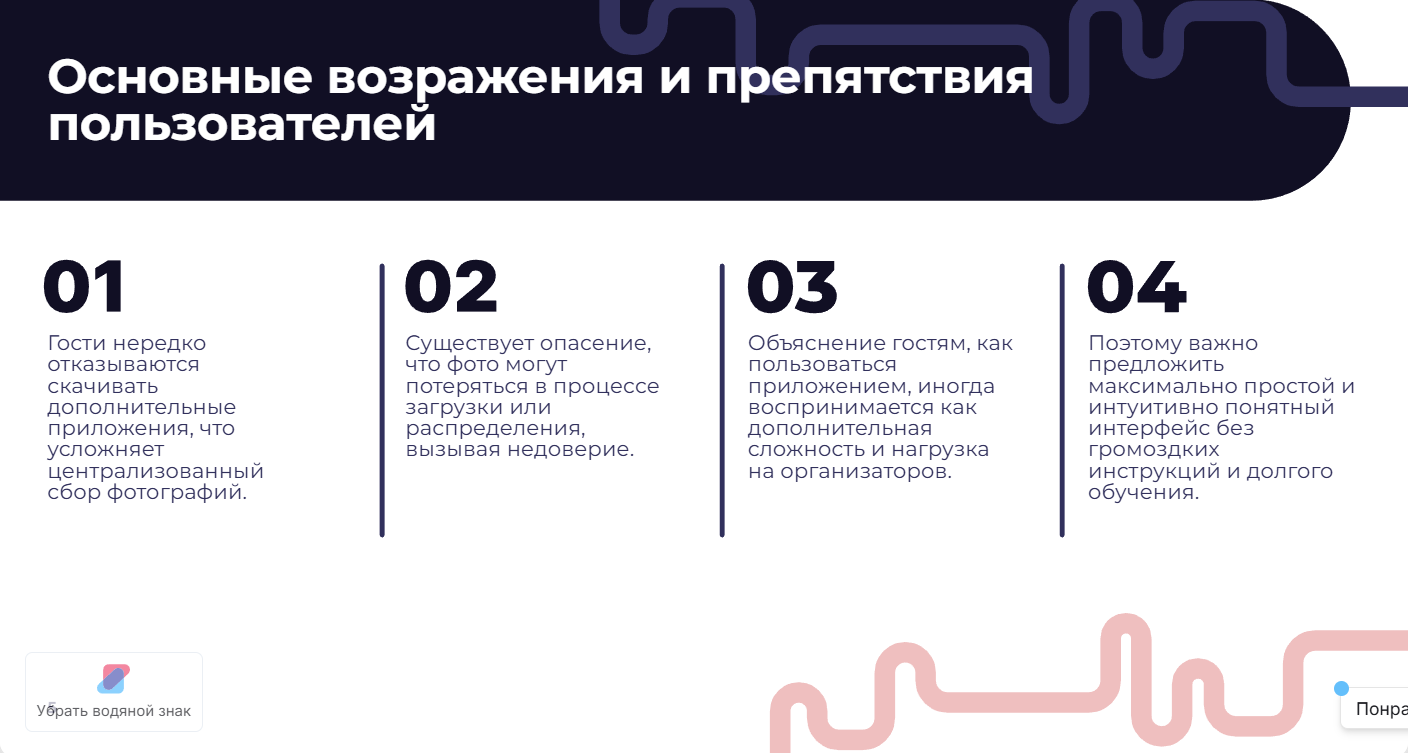 Основные возражения и препятствия
пользователей
01
Гости нередко
отказываются
скачивать
дополнительные
приложения, что
усложняет
централизованный
сбор фотографий.
02
Существует опасение,
что фото могут
потеряться в процессе
загрузки или
распределения,
вызывая недоверие.
03
Объяснение гостям, как
пользоваться
приложением, иногда
воспринимается как
дополнительная
сложность и нагрузка
на организаторов.
04
Поэтому важно
предложить
максимально простой и
интуитивно понятный
интерфейс без
громоздких
инструкций и долгого
обучения.
Убрать водяной знак
Понра